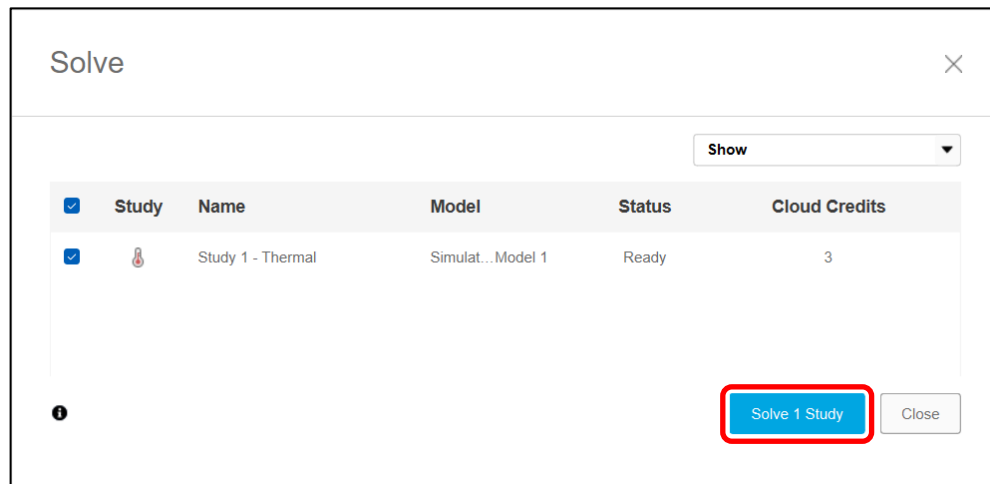 Solve
Show
Study Name Model Status Cloud Credits
Study 1 - Thermal Simulat...Model 1 Ready 3
Solve 1 Study Close